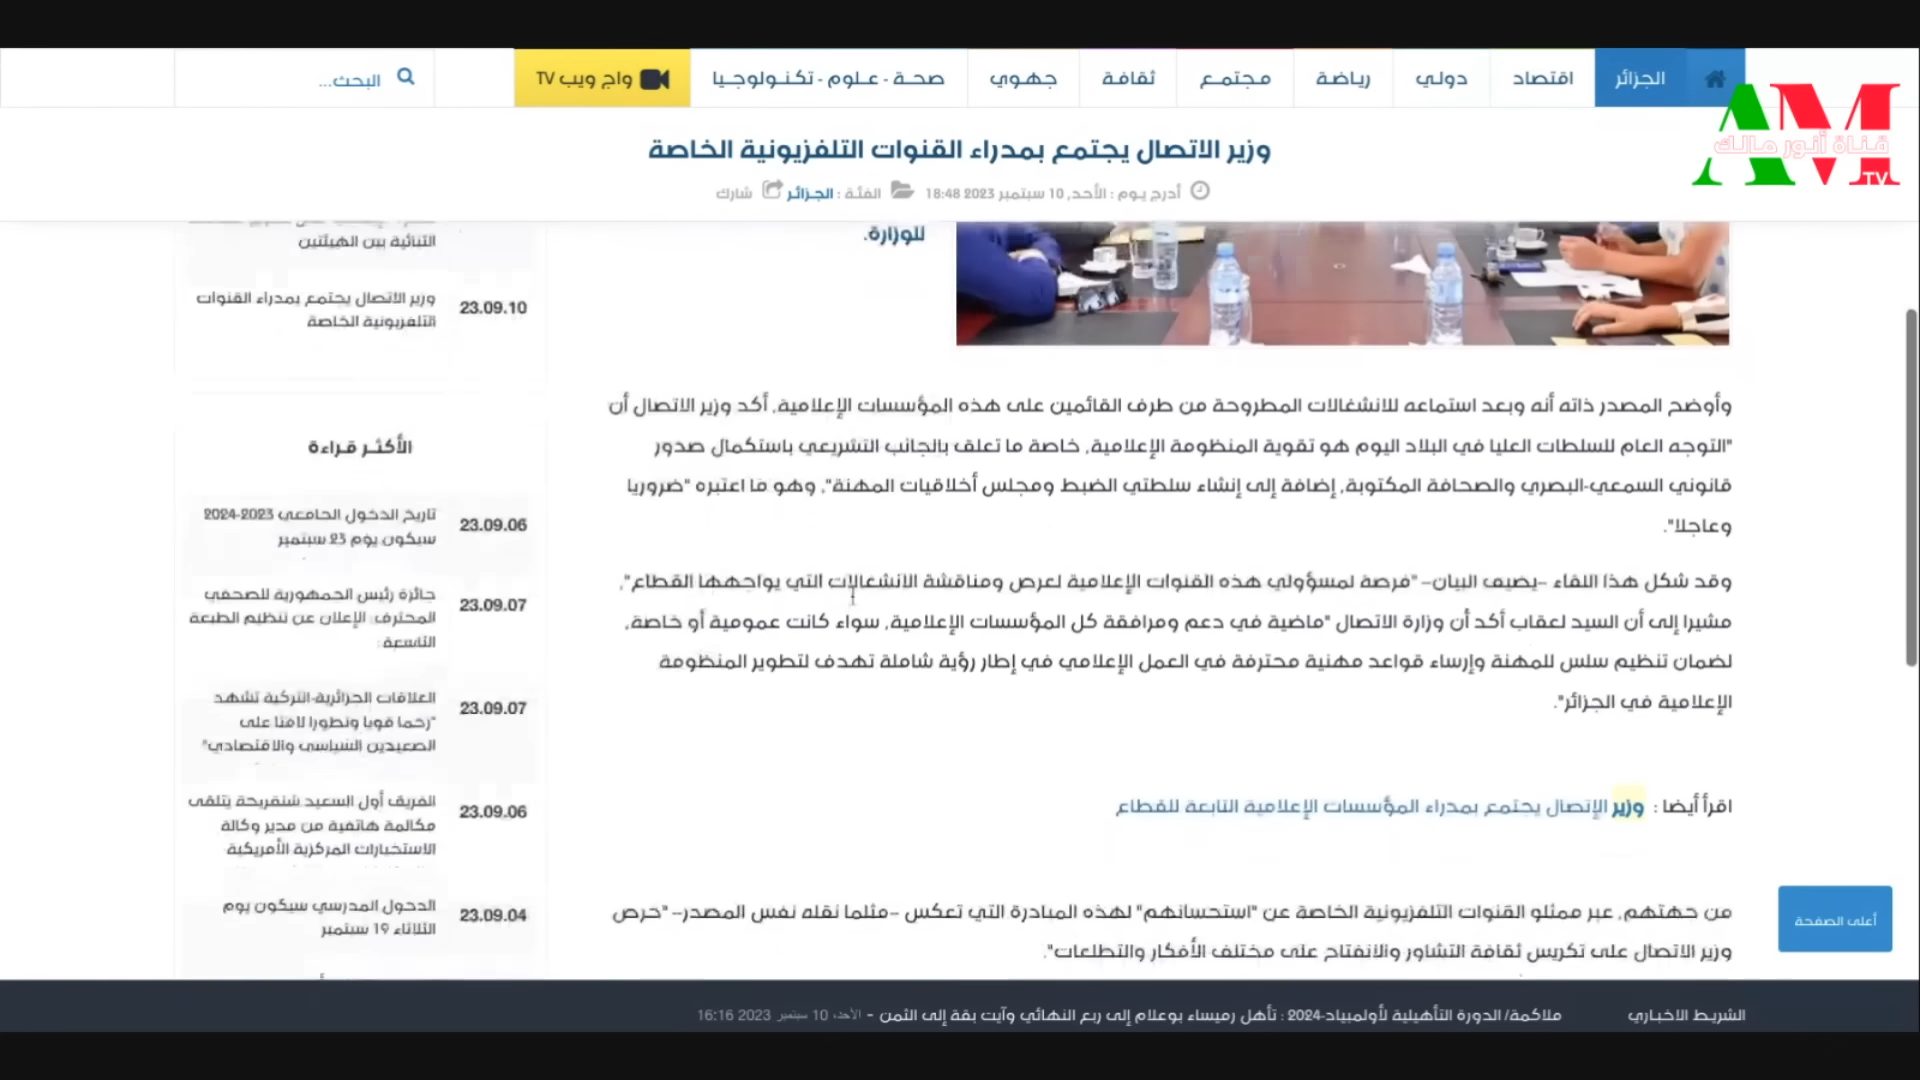 الجزائر
اقتصاد
دولي
رياضة
مجتمع
ثقافة
جهوي
صحة - علوم - تكنولوجيا
واج ويب TV
البحث...
AM
قناة أنور مالك
TV
وزير الاتصال يجتمع بمدراء القنوات التلفزيونية الخاصة
أدرج يوم : الأحد, 10 سبتمبر 2023 18:48 الفئة : الجزائر شارك
للوزارة.
وأوضح المصدر ذاته أنه وبعد استماعه للانشغالات المطروحة من طرف القائمين على هذه المؤسسات الإعلامية, أكد وزير الاتصال أن
"التوجه العام للسلطات العليا في البلاد اليوم هو تقوية المنظومة الإعلامية, خاصة ما تعلق بالجانب التشريعي باستكمال صدور
قانوني السمعي-البصري والصحافة المكتوبة, إضافة إلى إنشاء سلطتي الضبط ومجلس أخلاقيات المهنة", وهو ما اعتبره "ضروريا
وعاجلا".
وقد شكل هذا اللقاء –يضيف البيان– "فرصة لمسؤولي هذه القنوات الإعلامية لعرض ومناقشة الانشغالات التي يواجهها القطاع",
مشيرا إلى أن السيد لعقاب أكد أن وزارة الاتصال "ماضية في دعم ومرافقة كل المؤسسات الإعلامية, سواء كانت عمومية أو خاصة,
لضمان تنظيم سلس للمهنة وإرساء قواعد مهنية محترفة في العمل الإعلامي في إطار رؤية شاملة تهدف لتطوير المنظومة
الإعلامية في الجزائر".
اقرأ أيضا : وزير الإتصال يجتمع بمدراء المؤسسات الإعلامية التابعة للقطاع
من جهتهم, عبر ممثلو القنوات التلفزيونية الخاصة عن "استحسانهم" لهذه المبادرة التي تعكس –مثلما نقله نفس المصدر– "حرص
وزير الاتصال على تكريس ثقافة التشاور والانفتاح على مختلف الأفكار والتطلعات".
الثنائية بين الهيئتين
23.09.10 وزير الاتصال يجتمع بمدراء القنوات
التلفزيونية الخاصة
الأكثر قراءة
23.09.06 تاريخ الدخول الجامعي 2023-2024
سيكون يوم 23 سبتمبر
23.09.07 جائزة رئيس الجمهورية للصحفي
المحترف: الإعلان عن تنظيم الطبعة
التاسعة
23.09.07 العلاقات الجزائرية-التركية تشهد
"زخما قويا وتطورا لافتا على
الصعيدين السياسي والاقتصادي"
23.09.06 الفريق أول السعيد شنقريحة يتلقى
مكالمة هاتفية من مدير وكالة
الاستخبارات المركزية الأمريكية
23.09.04 الدخول المدرسي سيكون يوم
الثلاثاء 19 سبتمبر
أعلى الصفحة
الشريط الاخباري
ملاكمة/ الدورة التأهيلية لأولمبياد-2024 : تأهل رميساء بوعلام إلى ربع النهائي وآيت بقة إلى الثمن - الأحد، 10 سبتمبر 2023 16:16